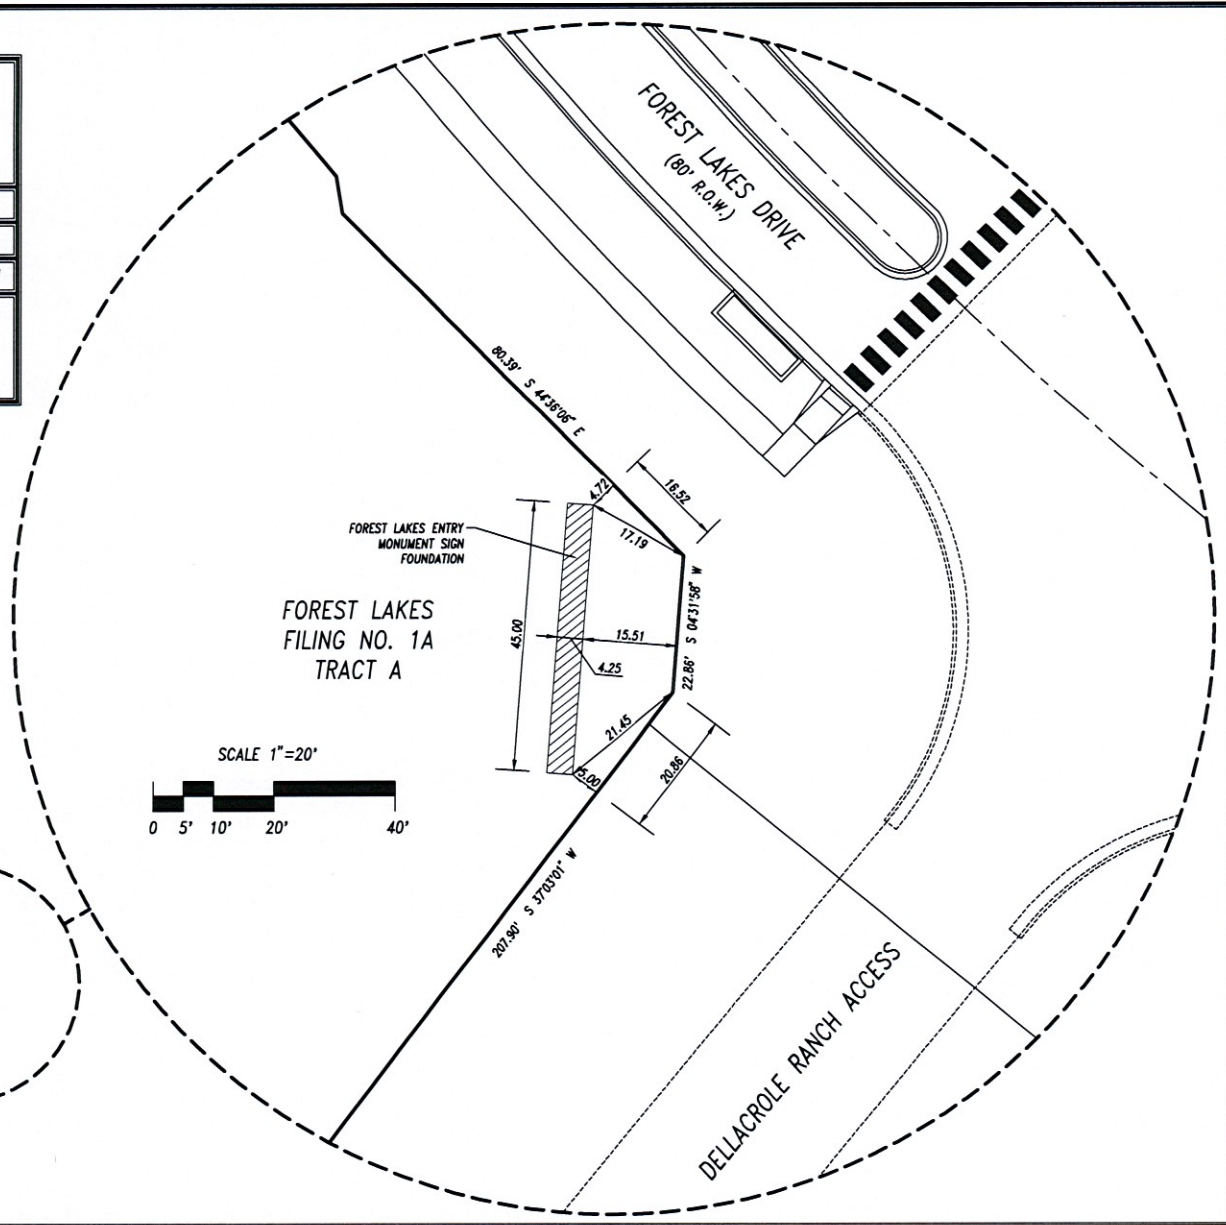 FOREST LAKES DRIVE
(80' R.O.W.)
80.39' S 44°36'06" E
4.72
16.52
17.19
FOREST LAKES ENTRY
MONUMENT SIGN
FOUNDATION
FOREST LAKES
FILING NO. 1A
TRACT A
45.00
15.51
4.25
22.86' S 04°31'58" W
21.45
15.00
20.86
SCALE 1"=20'
0 5' 10' 20' 40'
207.90' S 37°03'01" W
DELLACROLE RANCH ACCESS